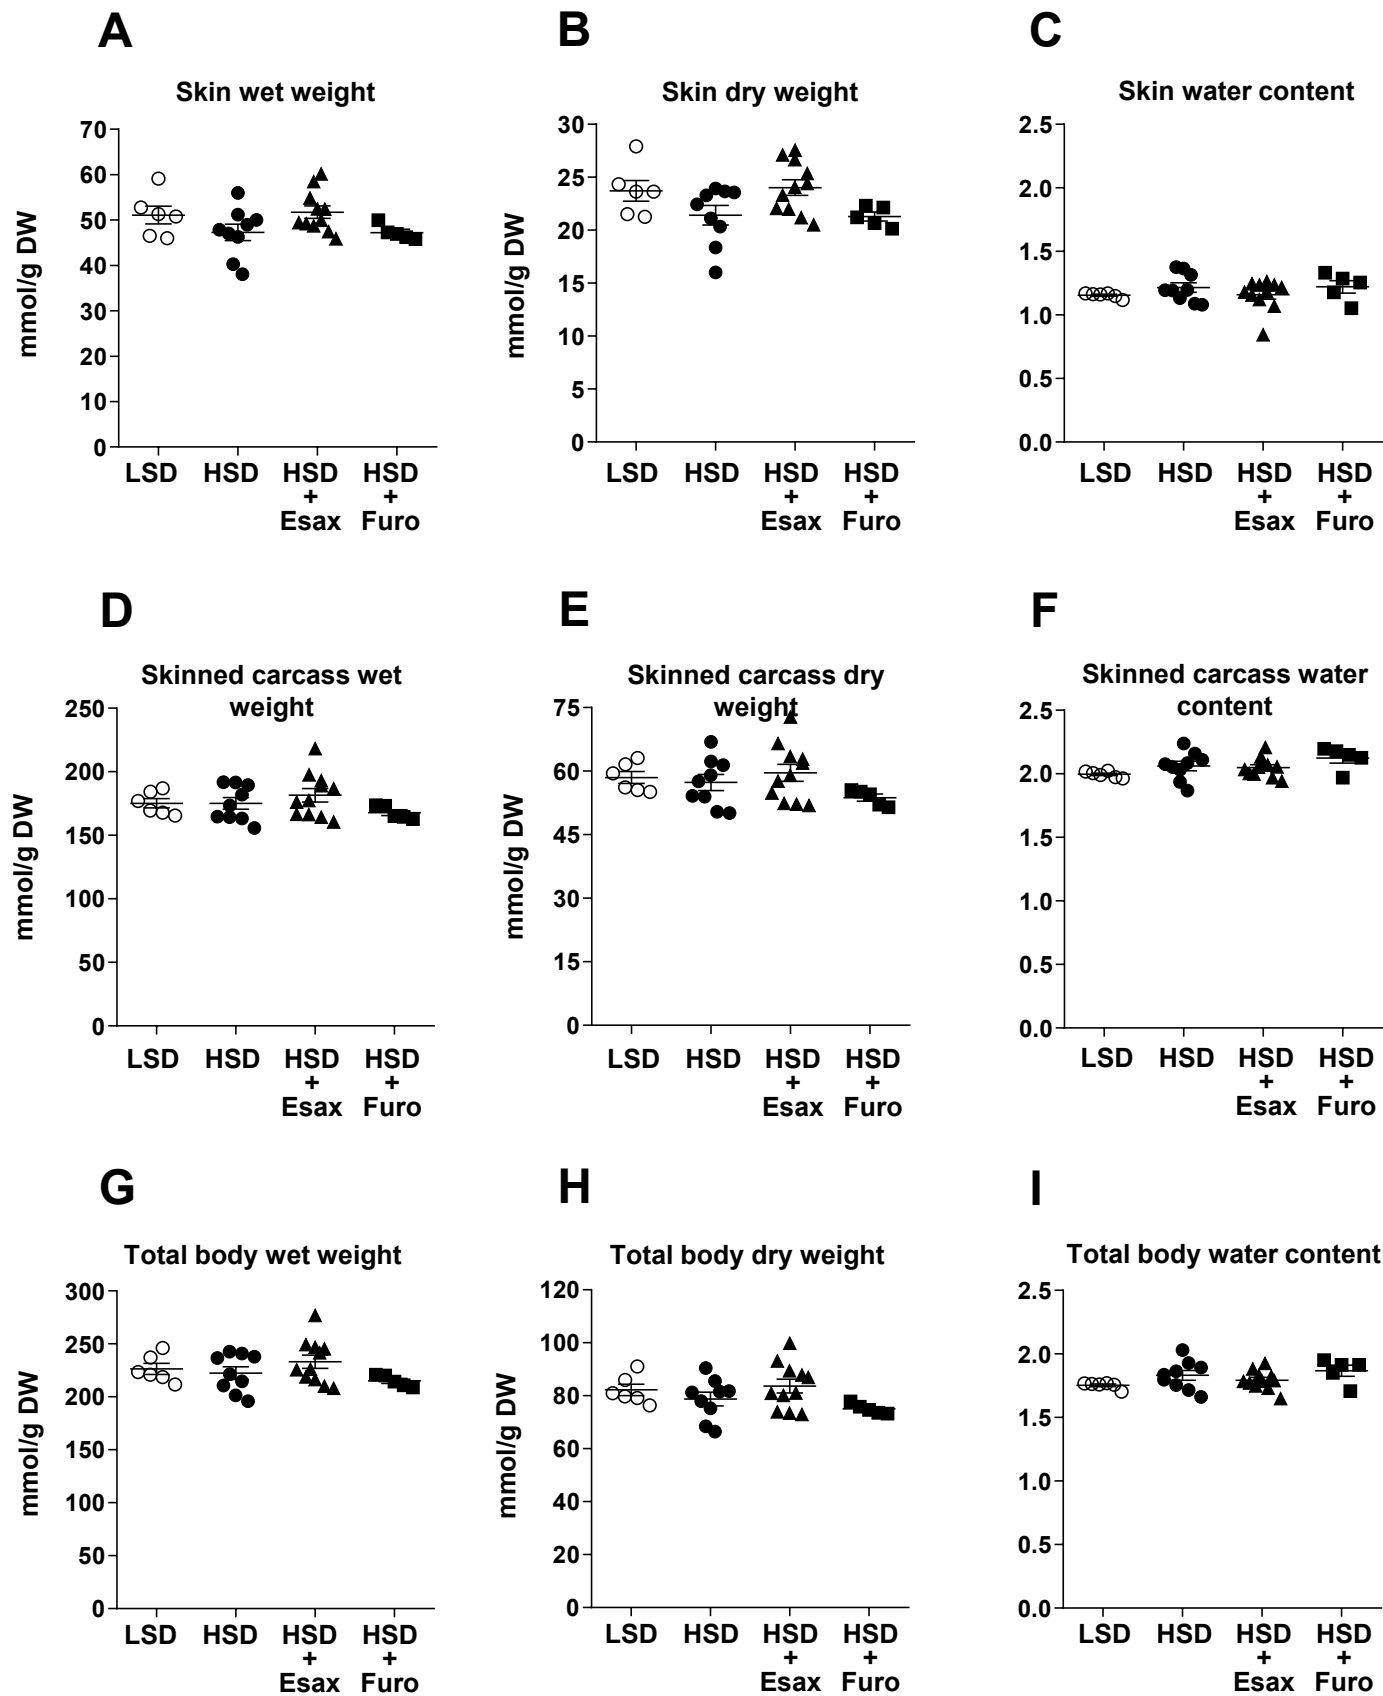 A
B
C
Skin wet weight
Skin dry weight
Skin water content
mmol/g DW
70
60
50
40
30
20
10
0
LSD
HSD
HSD
+
Esax
HSD
+
Furo
mmol/g DW
30
25
20
15
10
5
0
LSD
HSD
HSD
+
Esax
HSD
+
Furo
2.5
2.0
1.5
1.0
0.5
0.0
LSD
HSD
HSD
+
Esax
HSD
+
Furo
D
E
F
Skinned carcass wet
weight
Skinned carcass dry
weight
Skinned carcass water
content
mmol/g DW
250
200
150
100
50
0
LSD
HSD
HSD
+
Esax
HSD
+
Furo
mmol/g DW
75
60
45
30
15
0
LSD
HSD
HSD
+
Esax
HSD
+
Furo
2.5
2.0
1.5
1.0
0.5
0.0
LSD
HSD
HSD
+
Esax
HSD
+
Furo
G
H
I
Total body wet weight
Total body dry weight
Total body water content
mmol/g DW
300
250
200
150
100
50
0
LSD
HSD
HSD
+
Esax
HSD
+
Furo
mmol/g DW
120
100
80
60
40
20
0
LSD
HSD
HSD
+
Esax
HSD
+
Furo
2.5
2.0
1.5
1.0
0.5
0.0
LSD
HSD
HSD
+
Esax
HSD
+
Furo